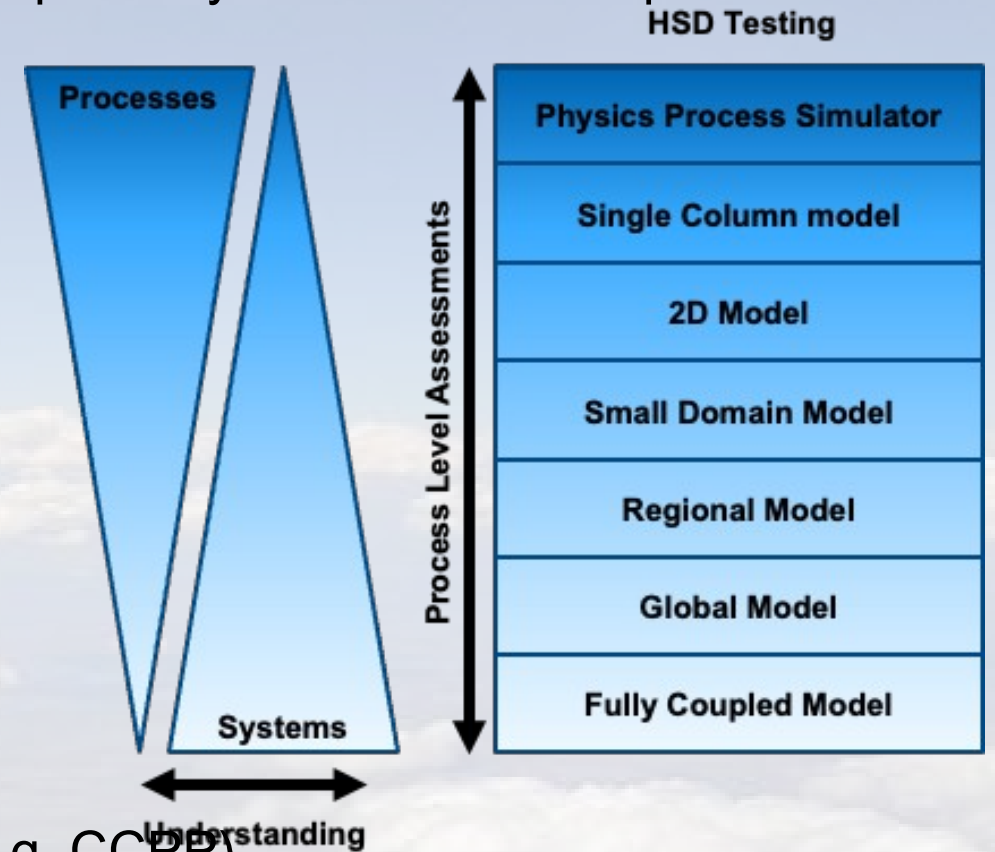 HSD Testing
Processes
Physics Process Simulator
Single Column model
2D Model
Small Domain Model
Regional Model
Global Model
Fully Coupled Model
Process Level Assessments
Systems
Understanding
g. CCPP)